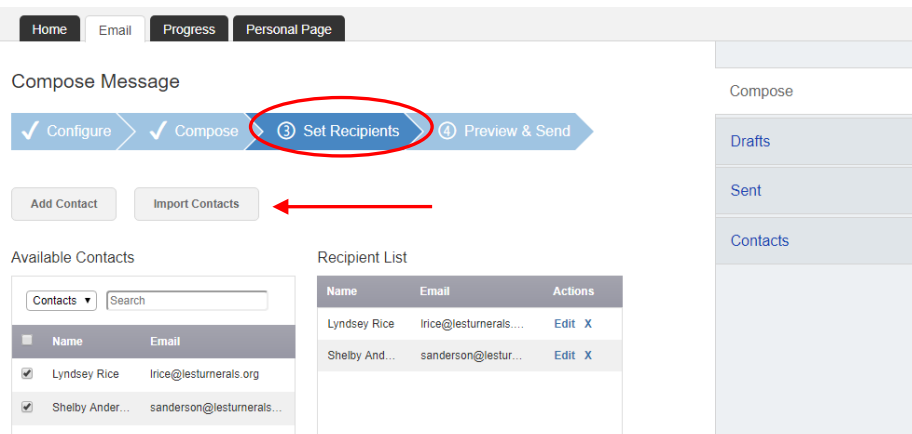 Home Email Progress Personal Page
Compose Message
Configure Compose 3 Set Recipients 4 Preview & Send
Add Contact Import Contacts
Available Contacts
Contacts ▼ Search
Name Email
Lyndsey Rice lrice@lesturnerals.org
Shelby Ander... sanderson@lesturnerals...
Recipient List
Name Email Actions
Lyndsey Rice lrice@lesturnerals.... Edit X
Shelby And... sanderson@lestur... Edit X
Compose
Drafts
Sent
Contacts